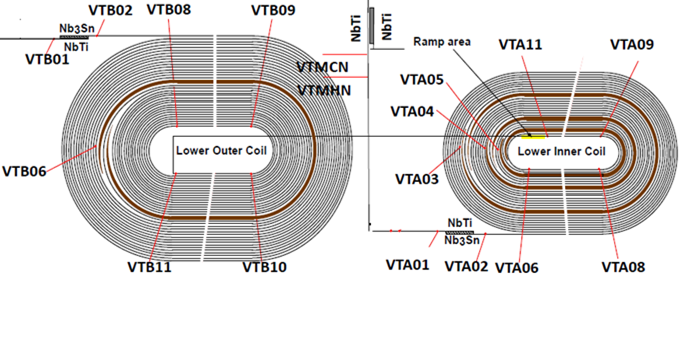 VTB02
VTB08
VTB09
Nb3Sn
NbTi
VTB01
NbTi
NbTi
VTMCN
VTMHN
Ramp area
VTA11
VTA09
VTA05
VTA04
Lower Outer Coil
Lower Inner Coil
VTB06
VTA03
NbTi
Nb3Sn
VTB11
VTB10
VTA01
VTA02
VTA06
VTA08